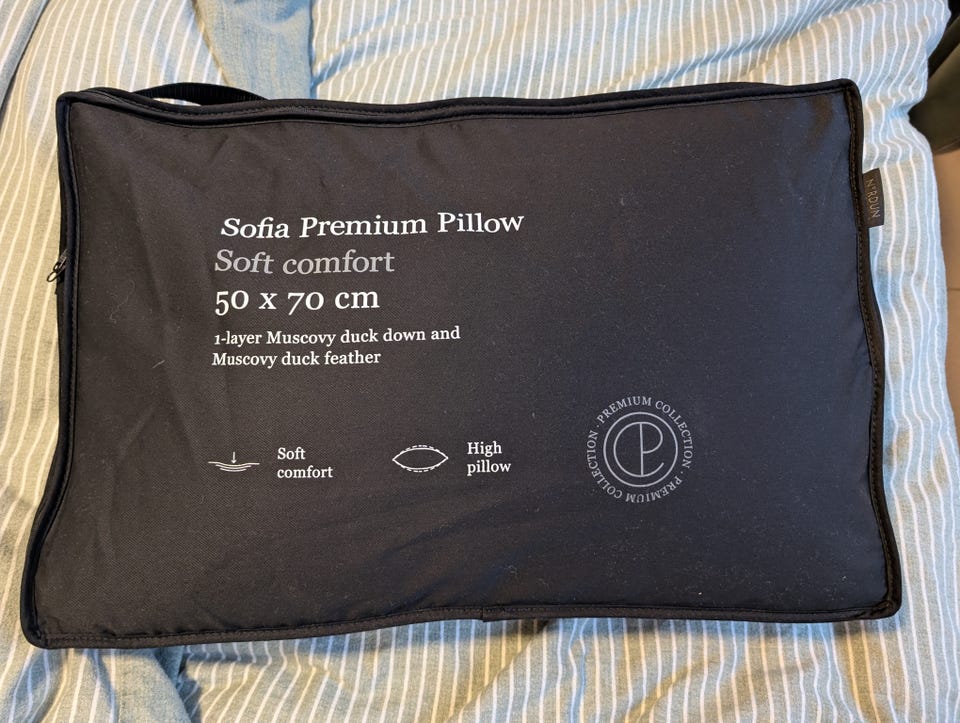 Sofia Premium Pillow
Soft comfort
50 x 70 cm
1-layer Muscovy duck down and
Muscovy duck feather
Soft
comfort
High
pillow
PREMIUM COLLECTION · PREMIUM COLLECTION ·